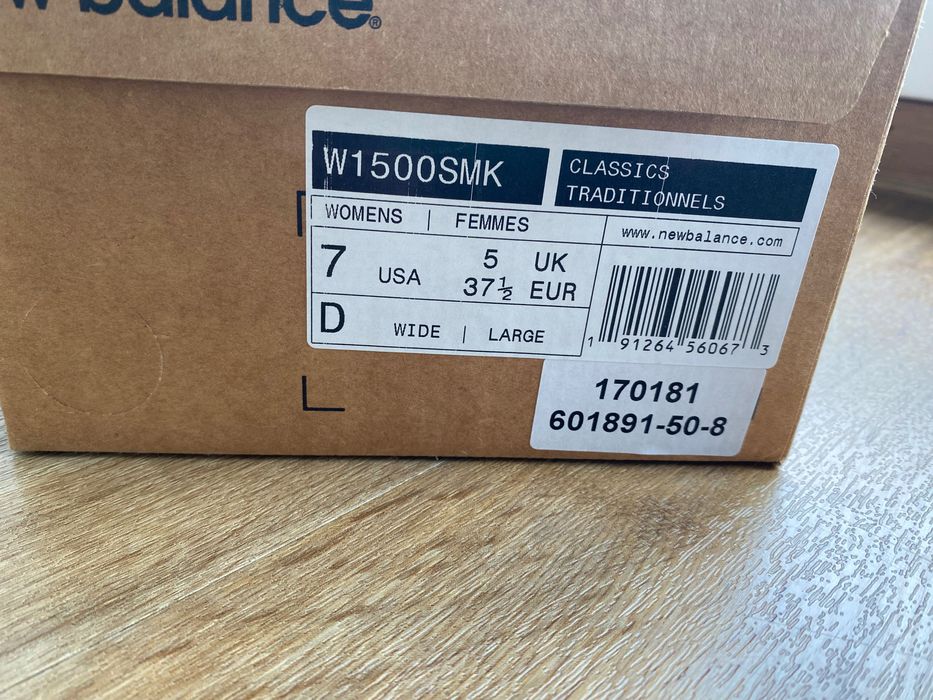 w balance®
W1500SMK
CLASSICS
TRADITIONNELS
WOMENS | FEMMES
www.newbalance.com
7 USA
5 UK
37½ EUR
D WIDE | LARGE
1 91264 56067 3
170181
601891-50-8